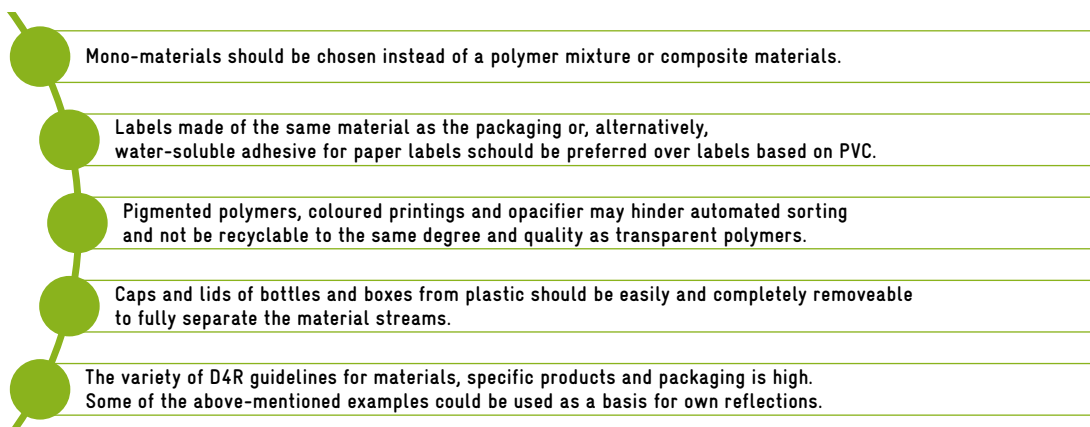 Mono-materials should be chosen instead of a polymer mixture or composite materials.
Labels made of the same material as the packaging or, alternatively,
water-soluble adhesive for paper labels schould be preferred over labels based on PVC.
Pigmented polymers, coloured printings and opacifier may hinder automated sorting
and not be recyclable to the same degree and quality as transparent polymers.
Caps and lids of bottles and boxes from plastic should be easily and completely removeable
to fully separate the material streams.
The variety of D4R guidelines for materials, specific products and packaging is high.
Some of the above-mentioned examples could be used as a basis for own reflections.